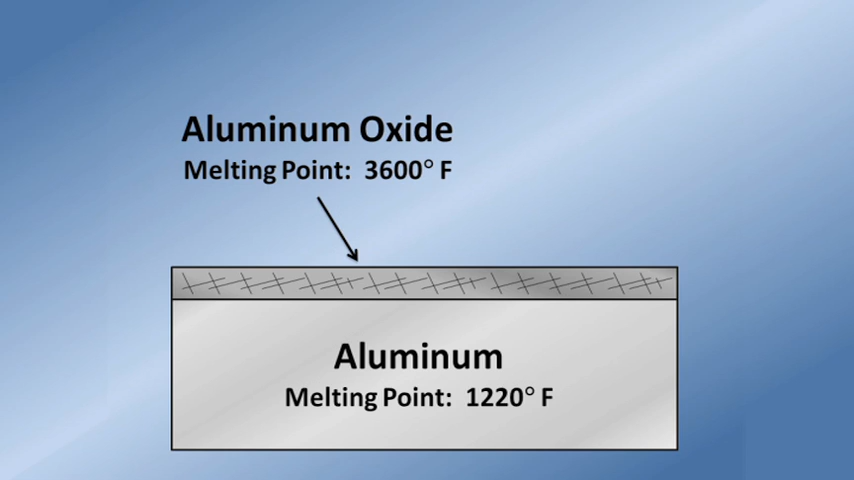 Aluminum Oxide
Melting Point: 3600° F
Aluminum
Melting Point: 1220° F